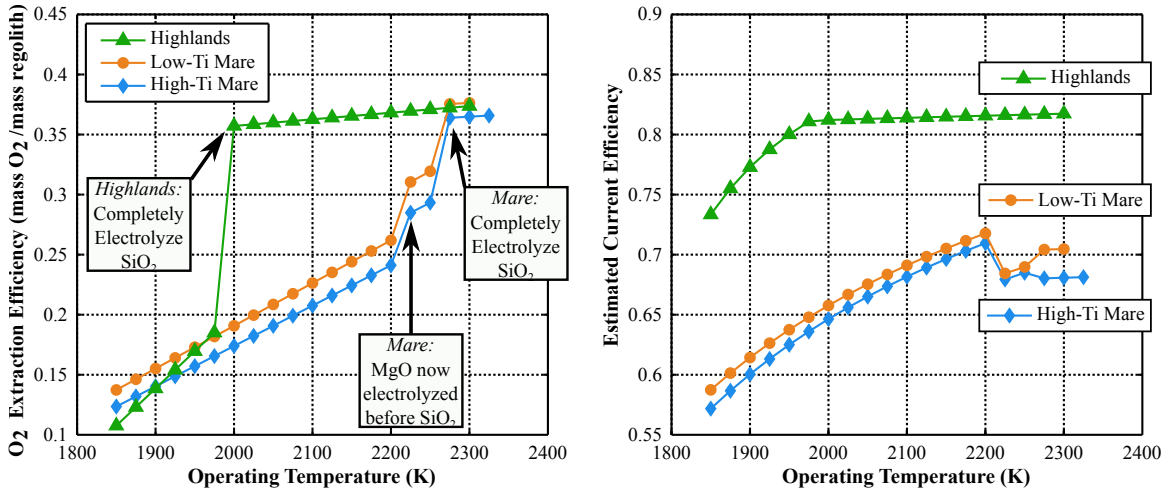 O2 Extraction Efficiency (mass O2/mass regolith)
0.45
0.4
0.35
0.3
0.25
0.2
0.15
0.1
Highlands
Low-Ti Mare
High-Ti Mare
Highlands:
Completely
Electrolyze
SiO2
Mare:
Completely
Electrolyze
SiO2
Mare:
MgO now
electrolyzed
before SiO2
1800 1900 2000 2100 2200 2300 2400
Operating Temperature (K)
Estimated Current Efficiency
0.9
0.85
0.8
0.75
0.7
0.65
0.6
0.55
Highlands
Low-Ti Mare
High-Ti Mare
1800 1900 2000 2100 2200 2300 2400
Operating Temperature (K)